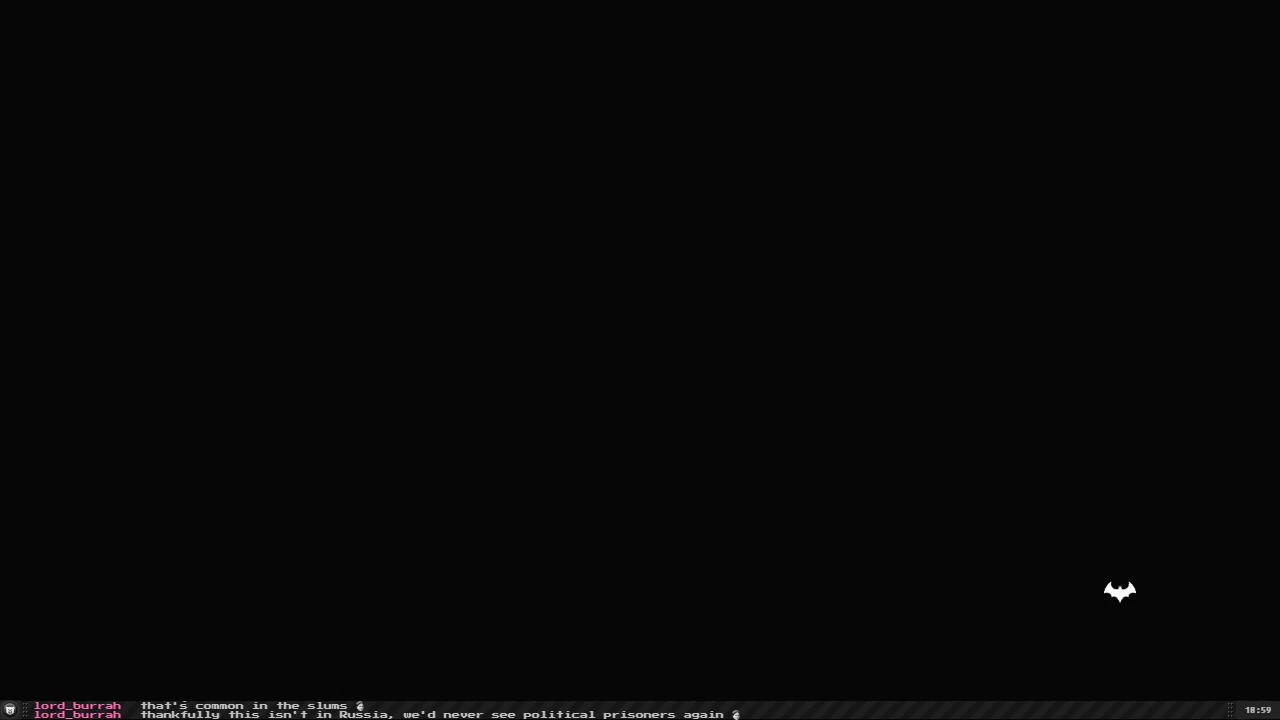 lord_burrah that's common in the slums
lord_burrah thankfully this isn't in Russia, we'd never see political prisoners again
18:59